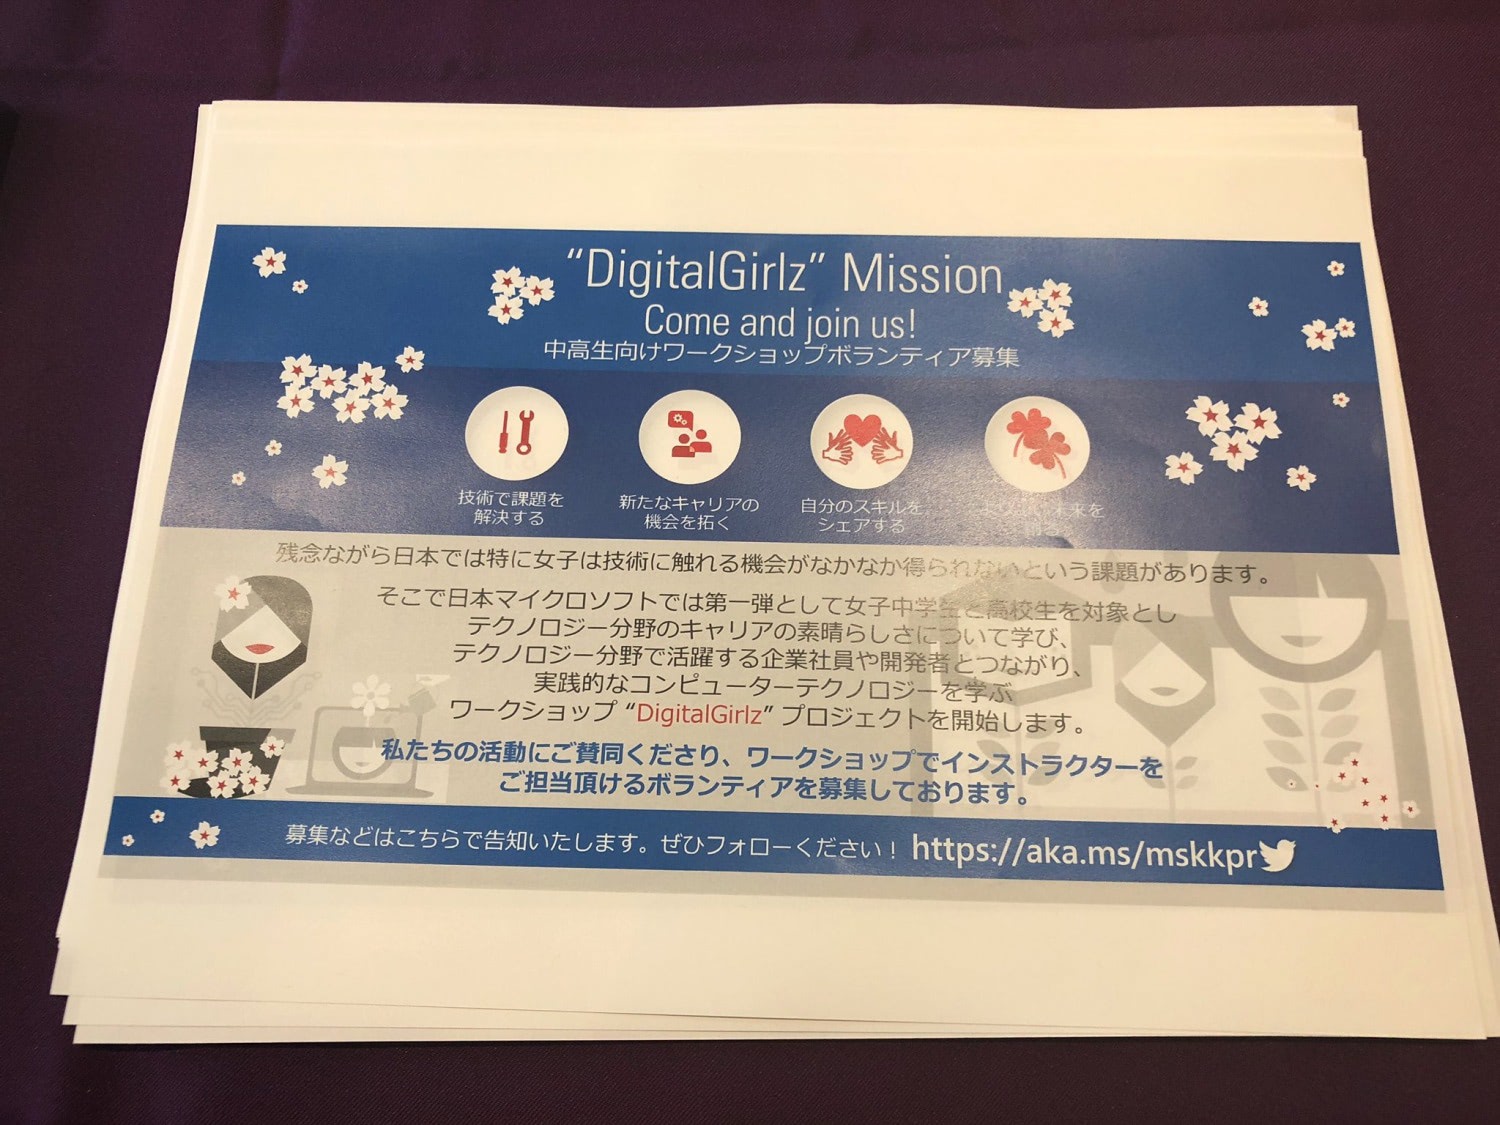 “DigitalGirlz” Mission
Come and join us!
中高生向けワークショップボランティア募集
技術で課題を
解決する
新たなキャリアの
機会を拓く
自分のスキルを
シェアする
未来を
残念ながら日本では特に女子は技術に触れる機会がなかなか得られないという課題があります。
そこで日本マイクロソフトでは第一弾として女子中学生と高校生を対象とし
テクノロジー分野のキャリアの素晴らしさについて学び、
テクノロジー分野で活躍する企業社員や開発者とつながり、
実践的なコンピューターテクノロジーを学ぶ
ワークショップ “DigitalGirlz” プロジェクトを開始します。
私たちの活動にご賛同くださり、ワークショップでインストラクターを
ご担当頂けるボランティアを募集しております。
募集などはこちらで告知いたします。ぜひフォローください！ https://aka.ms/mskkpr